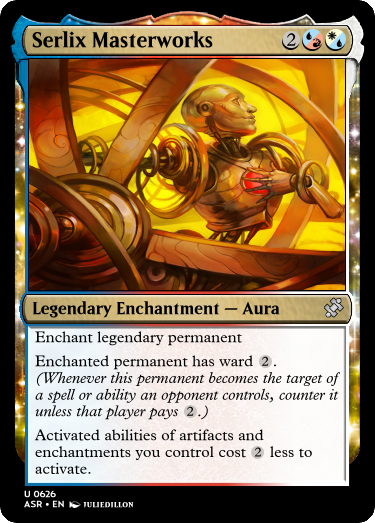 Serlix Masterworks 2
Legendary Enchantment — Aura
Enchant legendary permanent
Enchanted permanent has ward 2.
(Whenever this permanent becomes the target
of a spell or ability an opponent controls, counter it
unless that player pays 2.)
Activated abilities of artifacts and
enchantments you control cost 2 less to
activate.
U 0626
ASR • EN JULIEDILLON